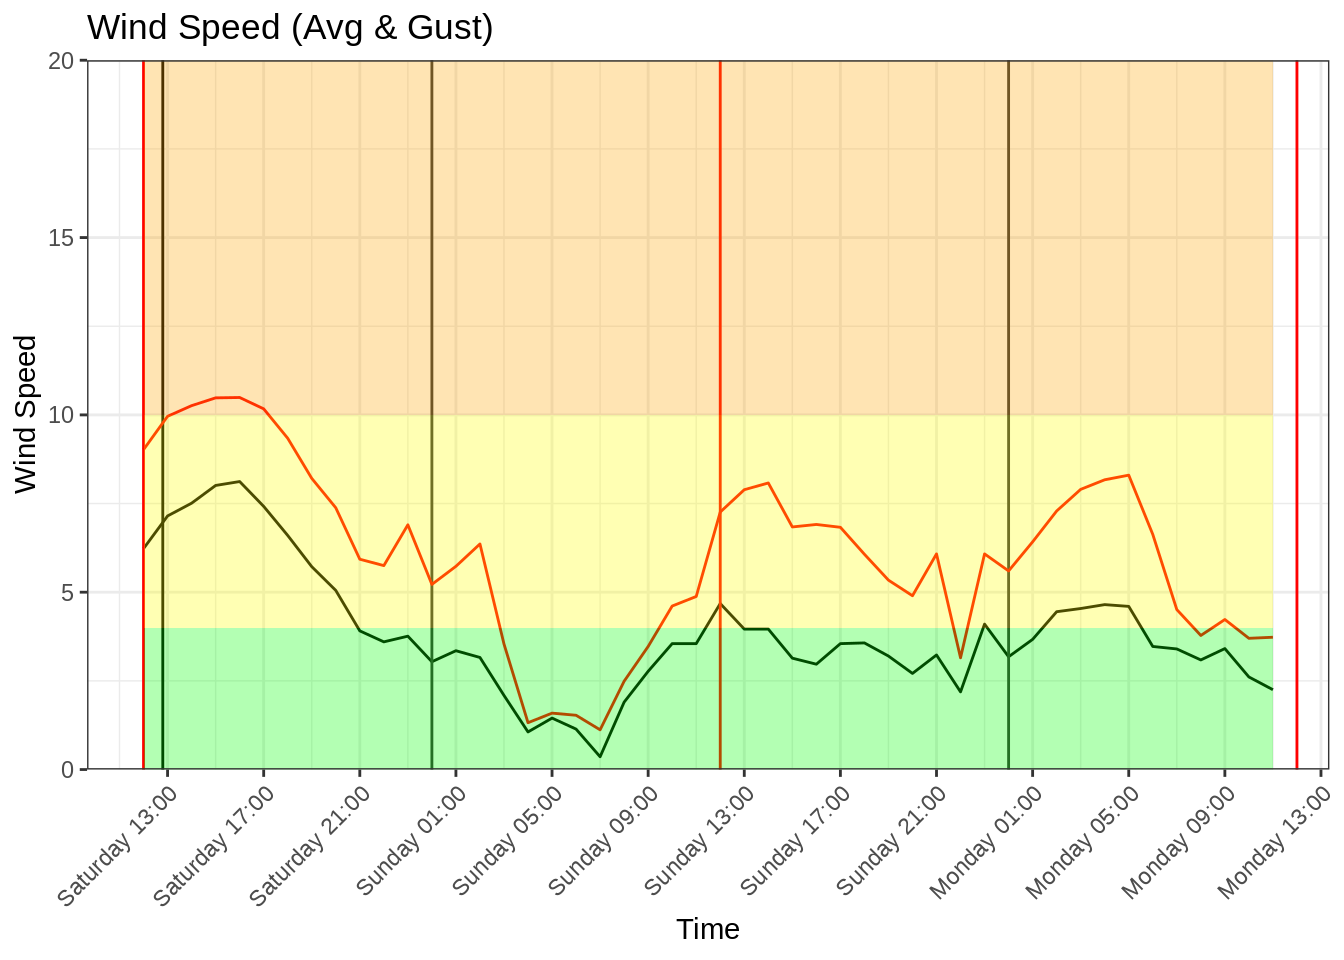 Wind Speed (Avg & Gust)
20
15
10
5
0
Wind Speed
Saturday 13:00
Saturday 17:00
Saturday 21:00
Sunday 01:00
Sunday 05:00
Sunday 09:00
Sunday 13:00
Sunday 17:00
Sunday 21:00
Monday 01:00
Monday 05:00
Monday 09:00
Monday 13:00
Time